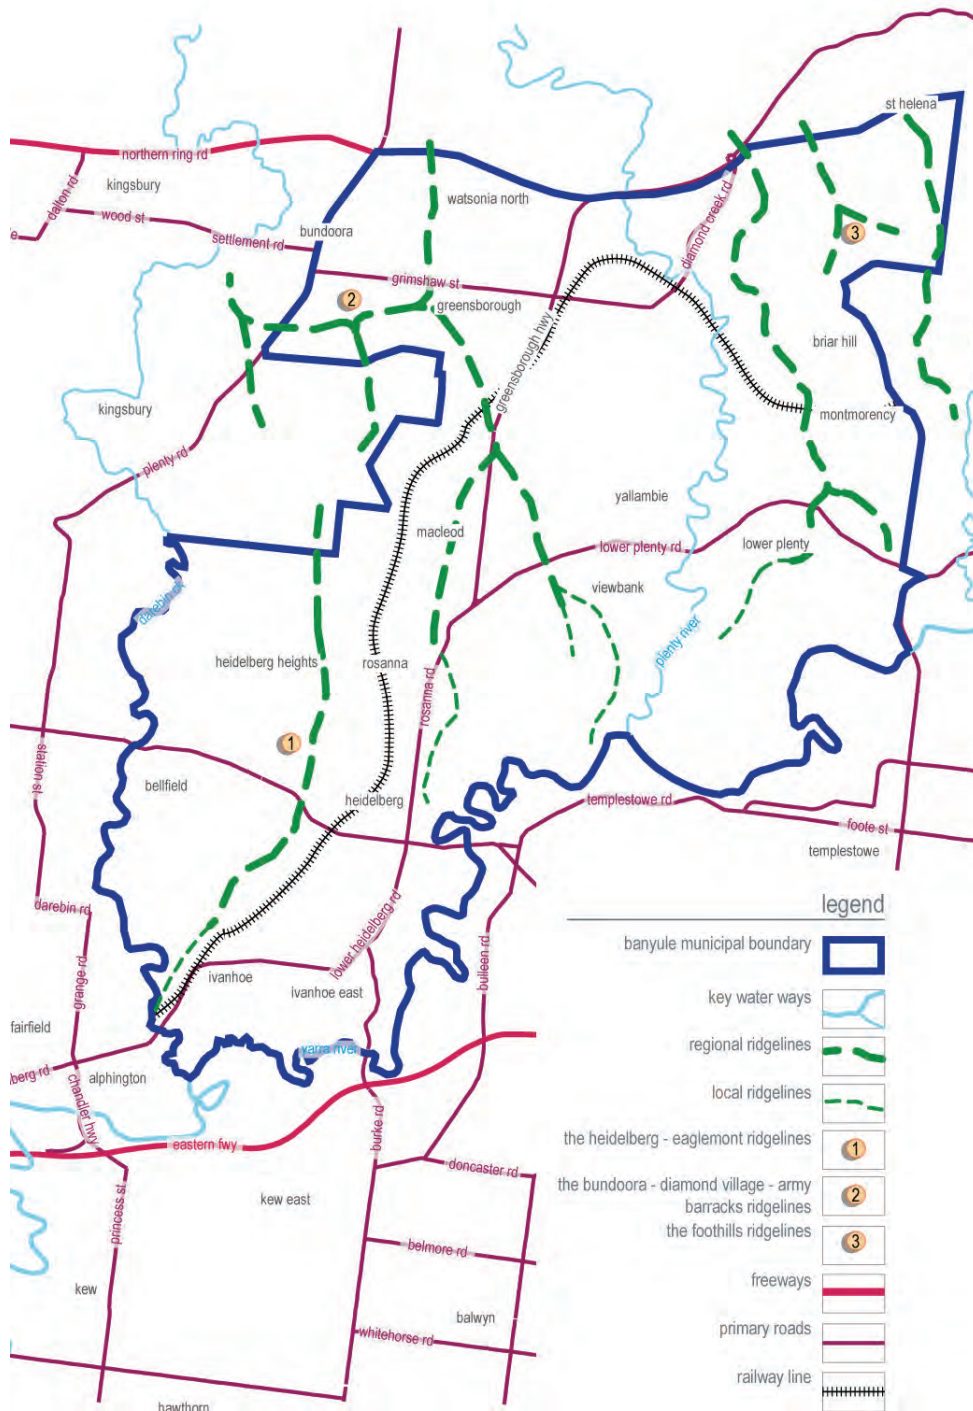 st helena
northern ring rd
dalton rd
kingsbury
wood st
watsonia north
bundoora
settlement rd
diamond creek rd
3
grimshaw st
2
greensborough
greensborough hwy
briar hill
kingsbury
montmorency
plenty rd
yallambie
macleod
lower plenty rd
lower plenty
darebin crk
viewbank
plenty river
heidelberg heights
rosanna
rosanna rd
1
station st
bellfield
heidelberg
templestowe rd
foote st
templestowe
darebin rd
lower heidelberg rd
bulleen rd
grange rd
ivanhoe
ivanhoe east
fairfield
yarra river
berg rd
alphington
chandler hwy
burke rd
eastern fwy
doncaster rd
princess st
kew east
belmore rd
kew
balwyn
whitehorse rd
hawthorn
legend
banyule municipal boundary
key water ways
regional ridgelines
local ridgelines
the heidelberg - eaglemont ridgelines
1
the bundoora - diamond village - army
barracks ridgelines
2
the foothills ridgelines
3
freeways
primary roads
railway line